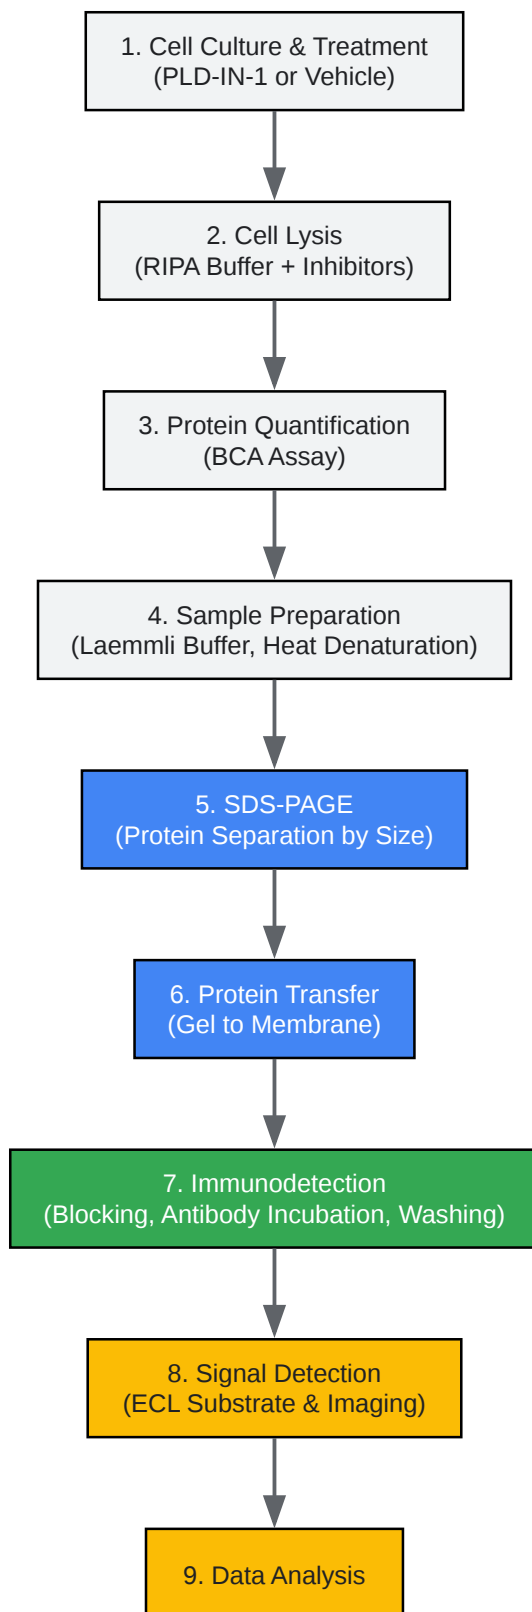 1. Cell Culture & Treatment
(PLD-IN-1 or Vehicle)
2. Cell Lysis
(RIPA Buffer + Inhibitors)
3. Protein Quantification
(BCA Assay)
4. Sample Preparation
(Laemmli Buffer, Heat Denaturation)
5. SDS-PAGE
(Protein Separation by Size)
6. Protein Transfer
(Gel to Membrane)
7. Immunodetection
(Blocking, Antibody Incubation, Washing)
8. Signal Detection
(ECL Substrate & Imaging)
9. Data Analysis